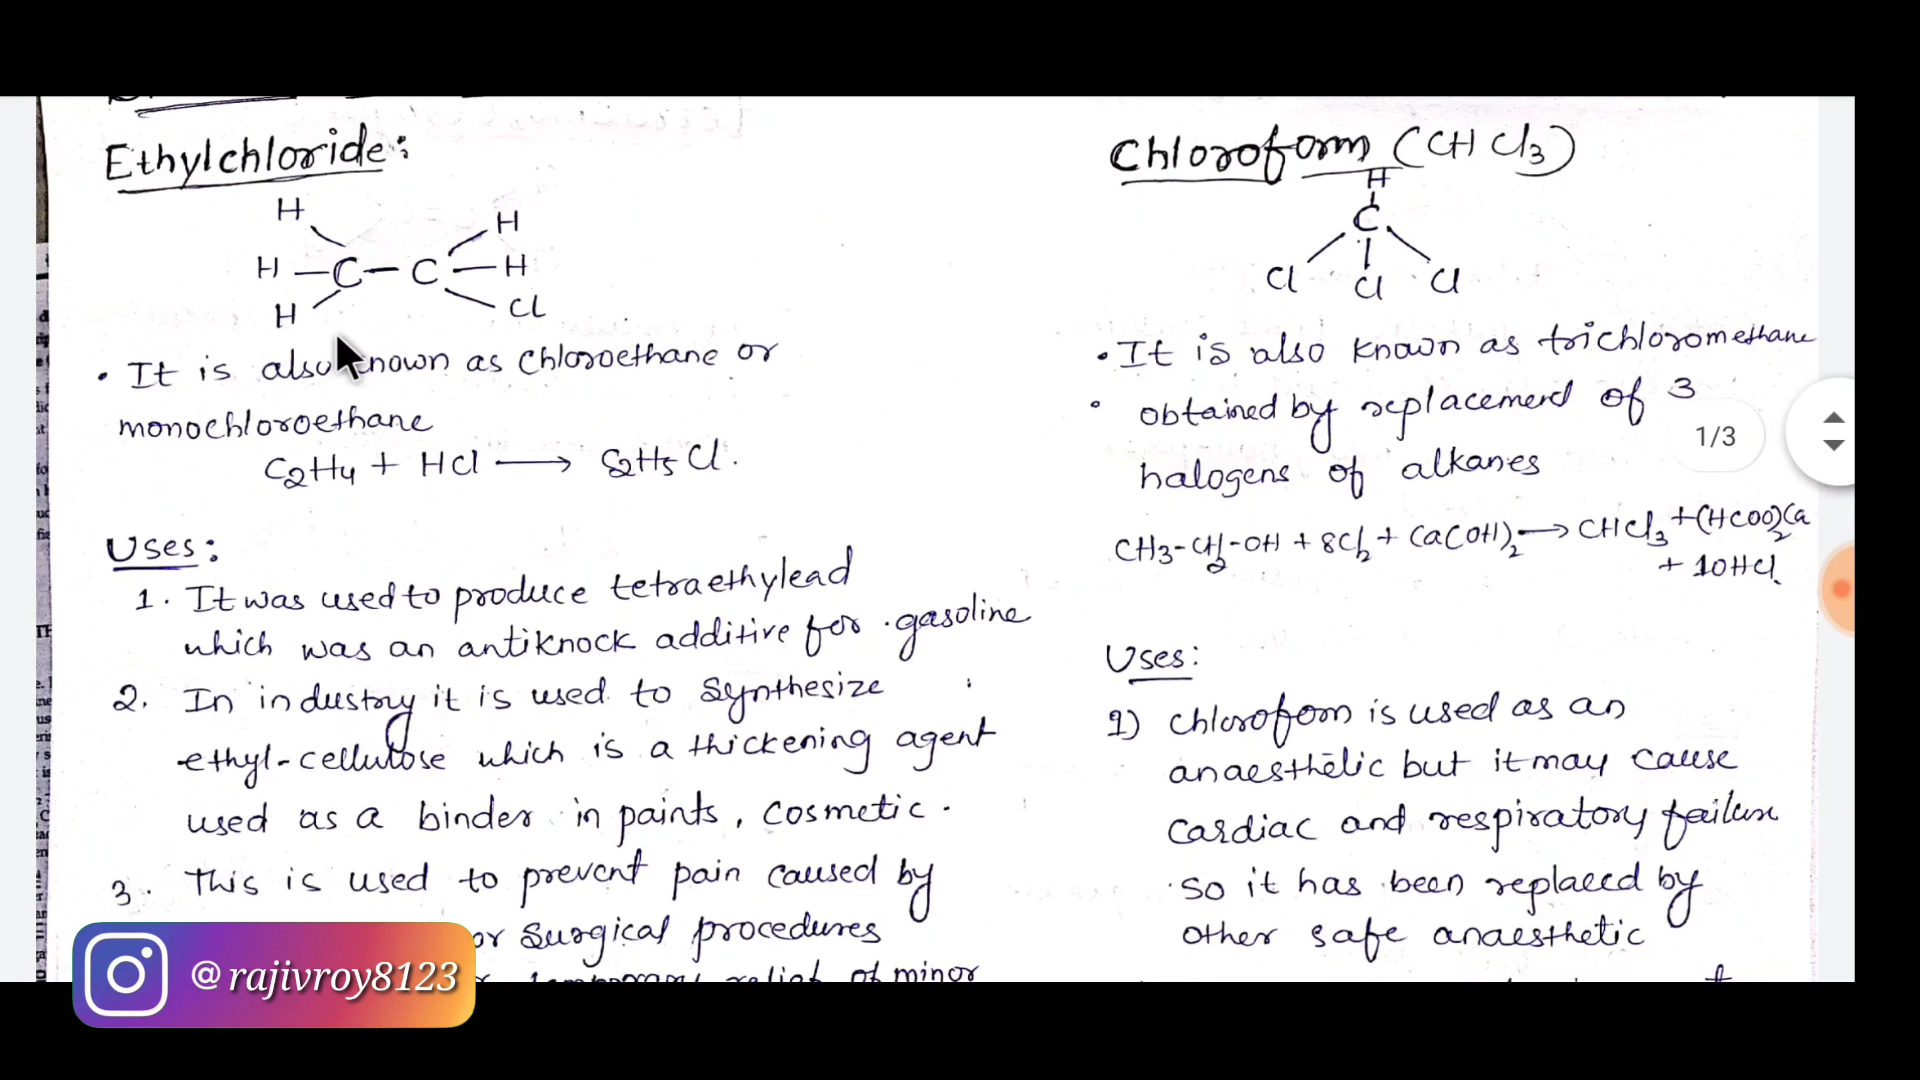 Ethylchloride:
H
H
H — C — C — H
H
Cl
• It is also known as chloroethane or
monochloroethane
C2H4 + HCl → C2H5Cl.
Uses:
1. It was used to produce tetraethylead
which was an antiknock additive for gasoline
2. In industry it is used to synthesize
ethyl-cellulose which is a thickening agent
used as a binder in paints, cosmetic.
3. This is used to prevent pain caused by
or surgical procedures
relief of minor
Chloroform (CHCl3)
H
C
Cl Cl Cl
• It is also known as trichloromethane
• obtained by replacement of 3
halogens of alkanes
CH3-CH2-OH + 8Cl2 + Ca(OH)2 → CHCl3 + (HCOO)2Ca
+ 10HCl.
Uses:
1) Chloroform is used as an
anaesthetic but it may cause
cardiac and respiratory failure
so it has been replaced by
other safe anaesthetic
1/3
@rajivroy8123